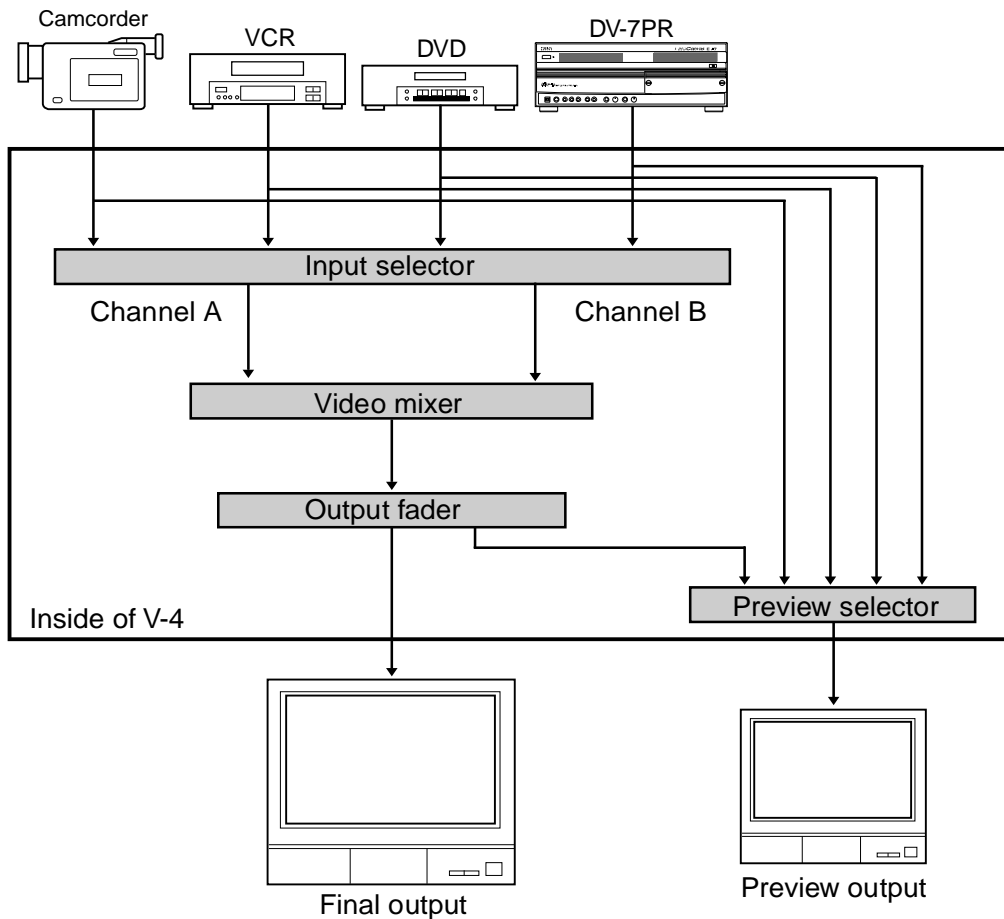 Camcorder
VCR
DVD
DV-7PR
Input selector
Channel A
Channel B
Video mixer
Output fader
Preview selector
Inside of V-4
Final output
Preview output